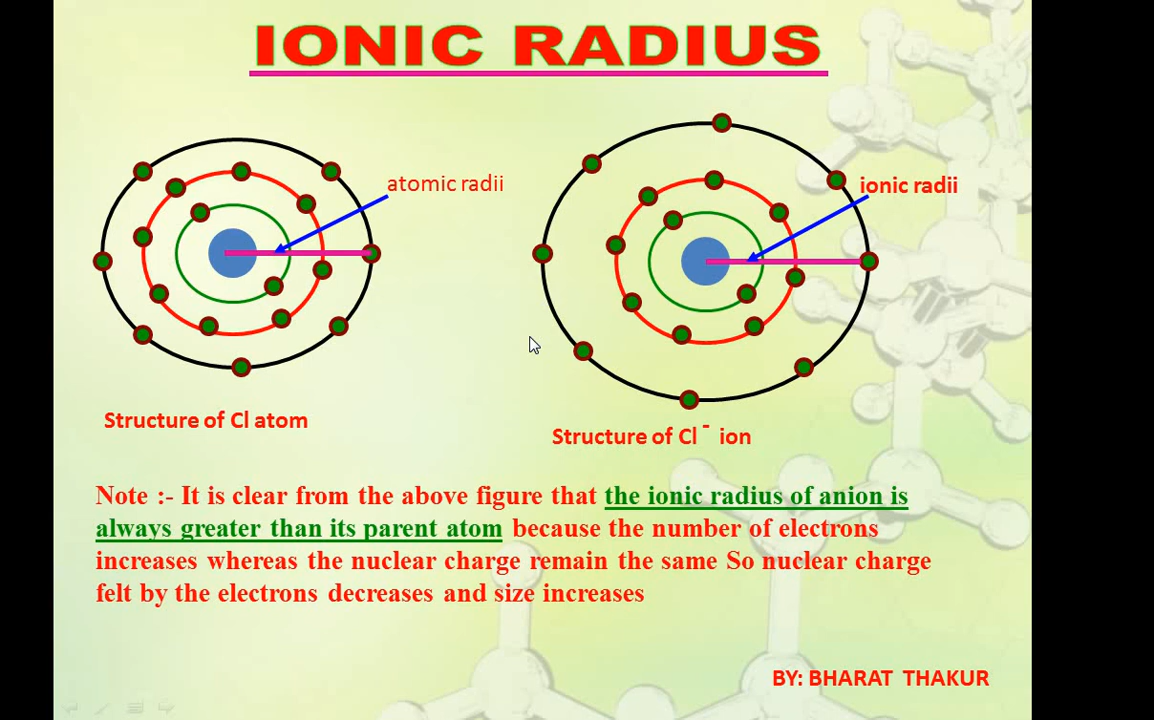 IONIC RADIUS
atomic radii
ionic radii
Structure of Cl atom
Structure of Cl⁻ ion
Note :- It is clear from the above figure that the ionic radius of anion is
always greater than its parent atom because the number of electrons
increases whereas the nuclear charge remain the same So nuclear charge
felt by the electrons decreases and size increases
BY: BHARAT THAKUR